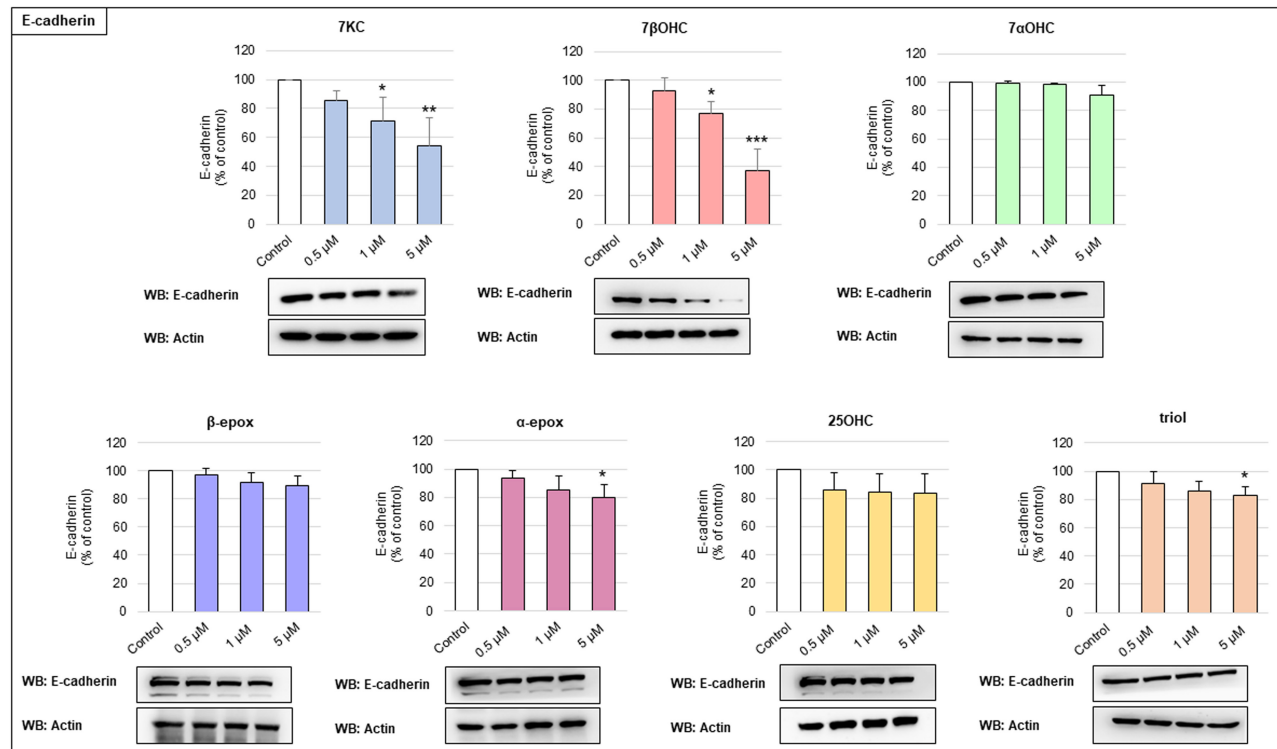 E-cadherin
7KC
E-cadherin
(% of control)
120
100
80
60
40
20
0
*
**
Control
0.5 µM
1 µM
5 µM
WB: E-cadherin
WB: Actin
7βOHC
E-cadherin
(% of control)
120
100
80
60
40
20
0
*
***
Control
0.5 µM
1 µM
5 µM
WB: E-cadherin
WB: Actin
7αOHC
E-cadherin
(% of control)
120
100
80
60
40
20
0
Control
0.5 µM
1 µM
5 µM
WB: E-cadherin
WB: Actin
β-epox
E-cadherin
(% of control)
120
100
80
60
40
20
0
Control
0.5 µM
1 µM
5 µM
WB: E-cadherin
WB: Actin
α-epox
E-cadherin
(% of control)
120
100
80
60
40
20
0
*
Control
0.5 µM
1 µM
5 µM
WB: E-cadherin
WB: Actin
25OHC
E-cadherin
(% of control)
120
100
80
60
40
20
0
Control
0.5 µM
1 µM
5 µM
WB: E-cadherin
WB: Actin
triol
E-cadherin
(% of control)
120
100
80
60
40
20
0
*
Control
0.5 µM
1 µM
5 µM
WB: E-cadherin
WB: Actin